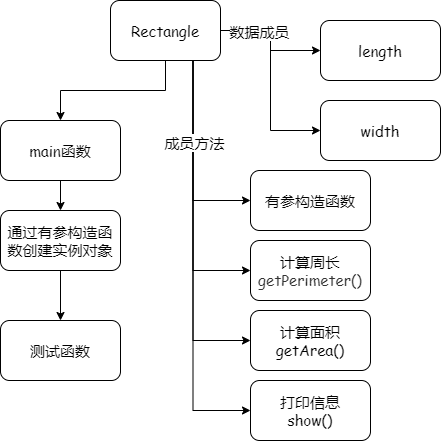 Rectangle
数据成员
length
width
main函数
成员方法
有参构造函数
通过有参构造函
数创建实例对象
计算周长
getPerimeter()
测试函数
计算面积
getArea()
打印信息
show()